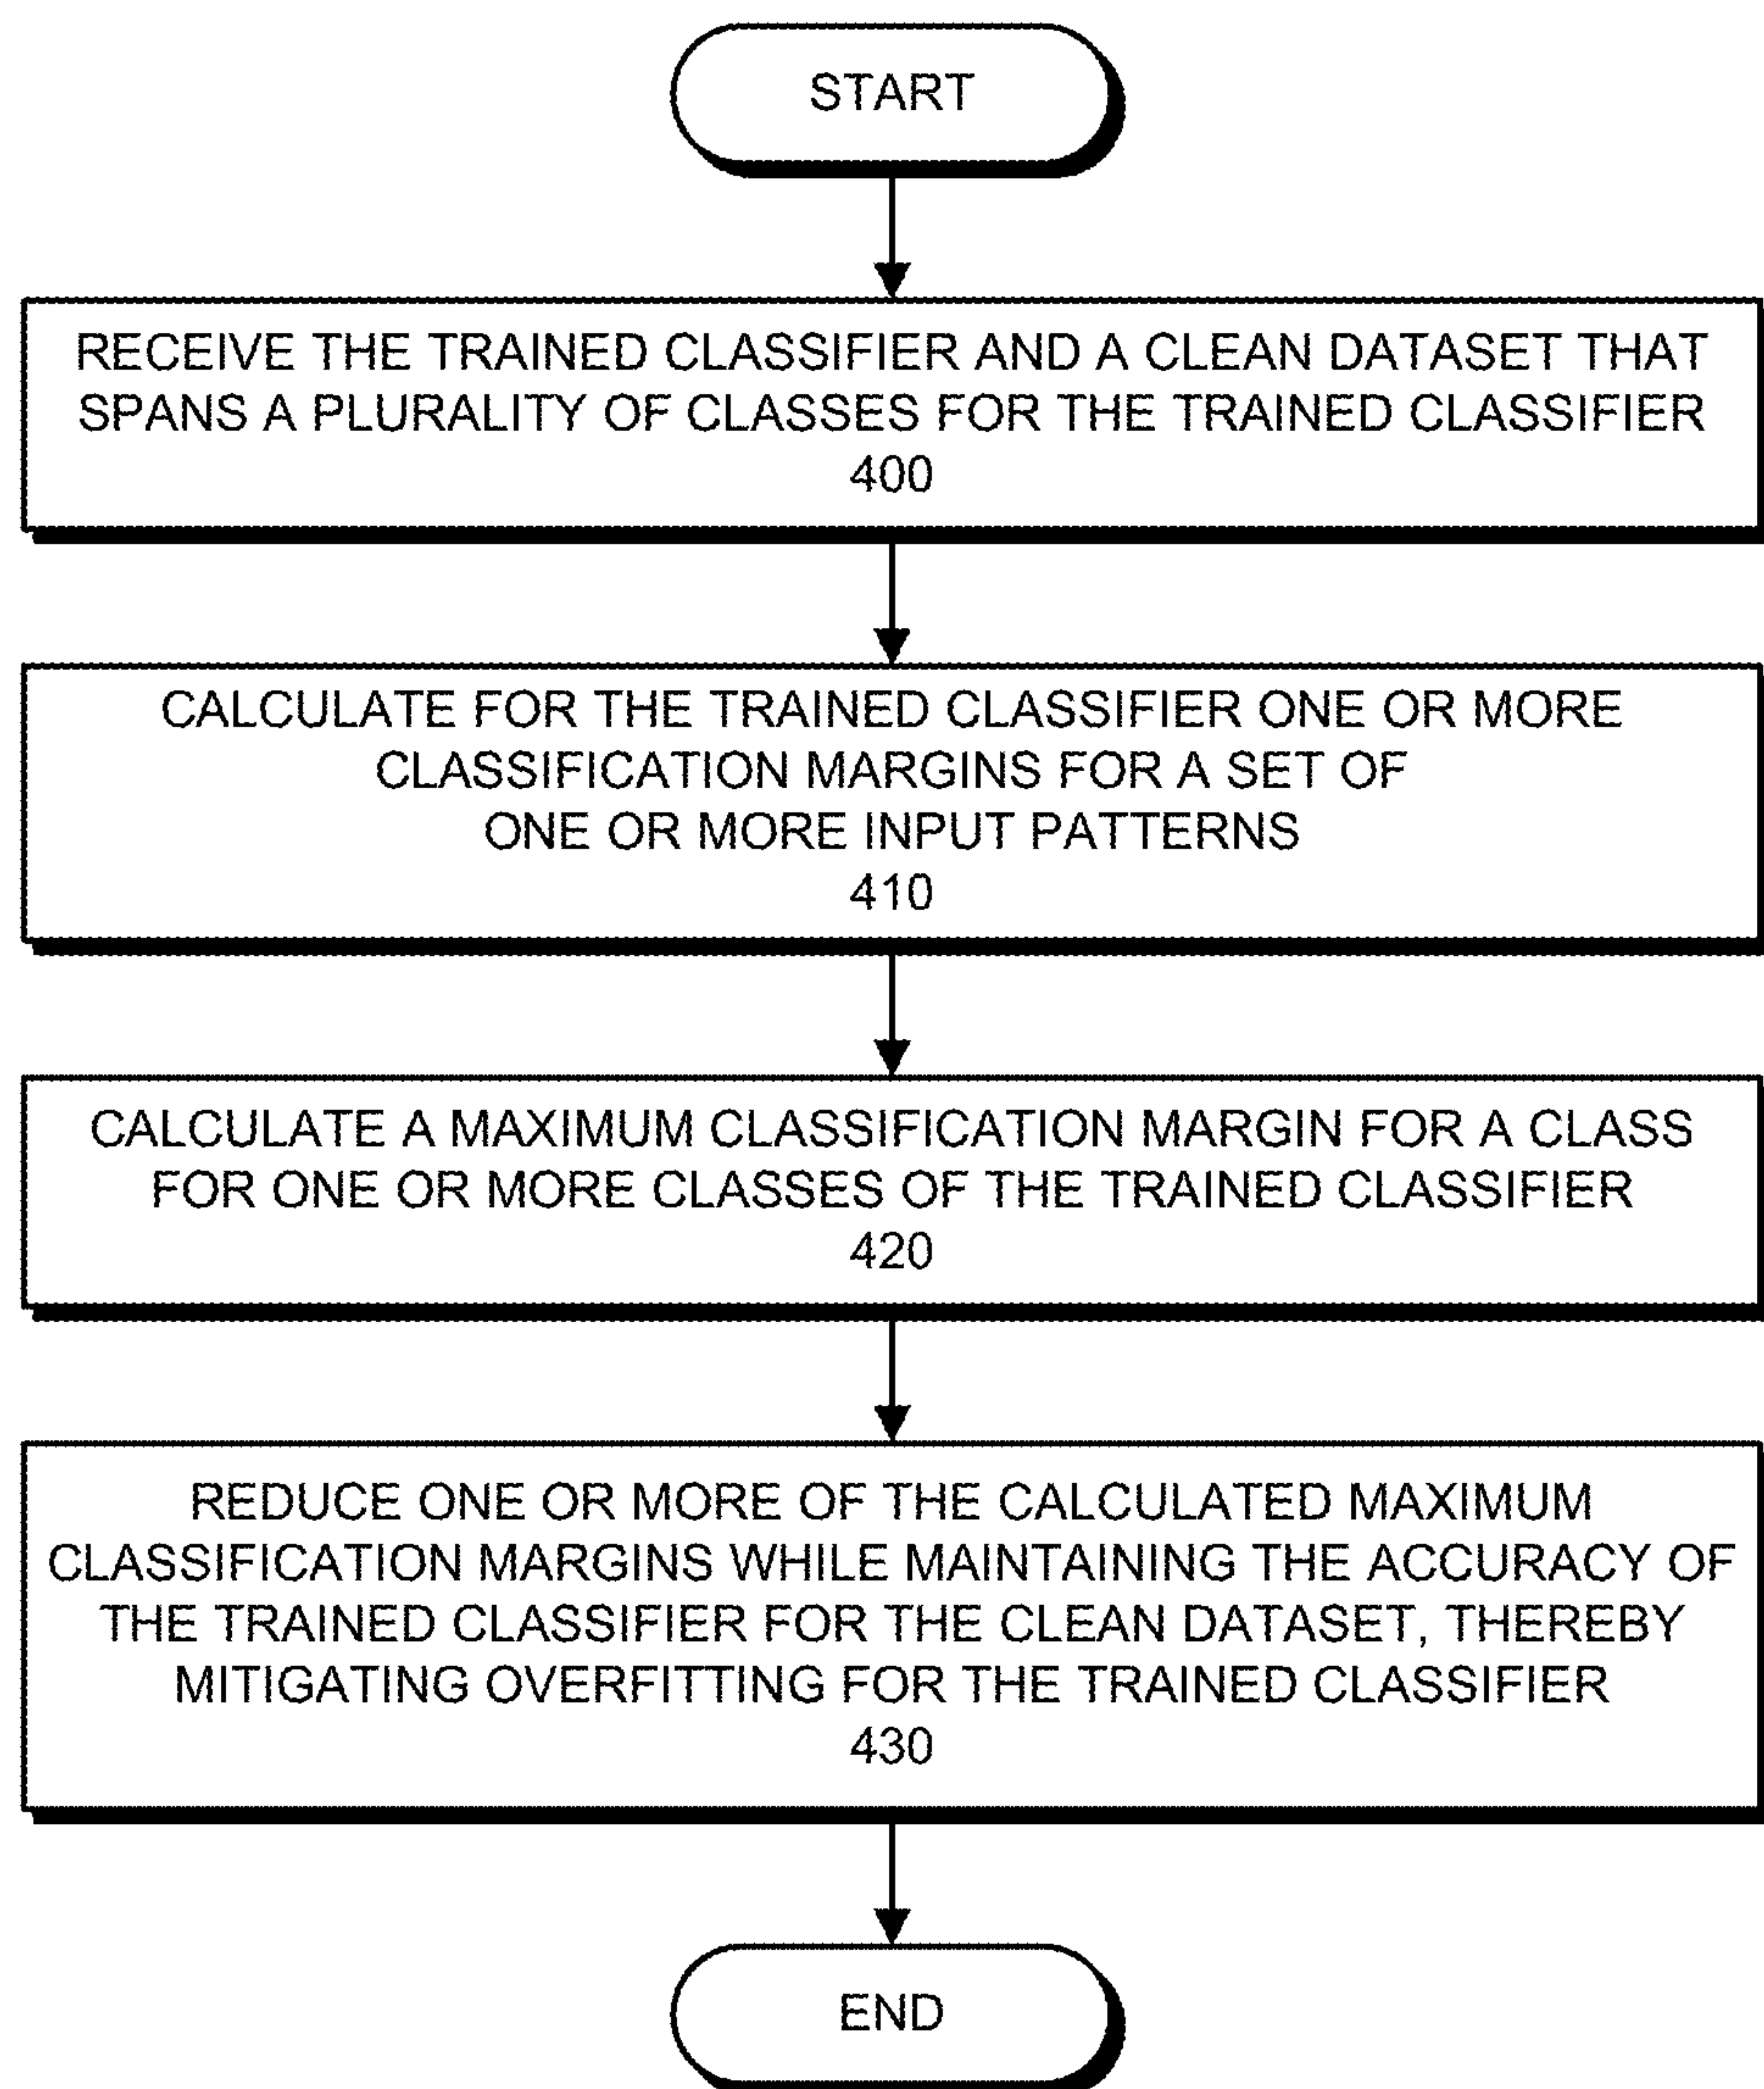 START
RECEIVE THE TRAINED CLASSIFIER AND A CLEAN DATASET THAT
SPANS A PLURALITY OF CLASSES FOR THE TRAINED CLASSIFIER
400
CALCULATE FOR THE TRAINED CLASSIFIER ONE OR MORE
CLASSIFICATION MARGINS FOR A SET OF
ONE OR MORE INPUT PATTERNS
410
CALCULATE A MAXIMUM CLASSIFICATION MARGIN FOR A CLASS
FOR ONE OR MORE CLASSES OF THE TRAINED CLASSIFIER
420
REDUCE ONE OR MORE OF THE CALCULATED MAXIMUM
CLASSIFICATION MARGINS WHILE MAINTAINING THE ACCURACY OF
THE TRAINED CLASSIFIER FOR THE CLEAN DATASET, THEREBY
MITIGATING OVERFITTING FOR THE TRAINED CLASSIFIER
430
END